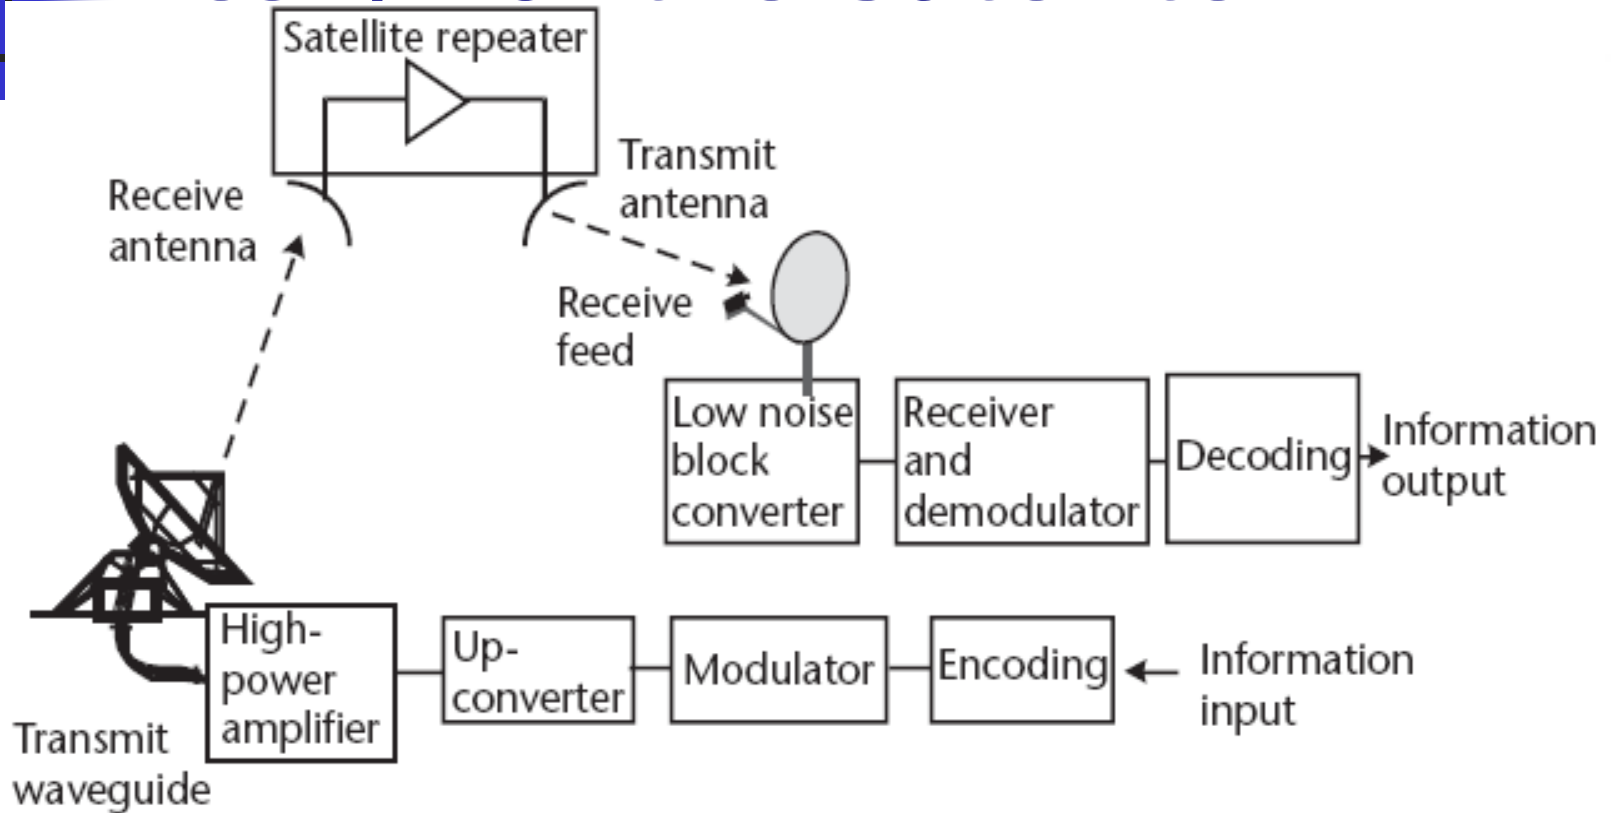 Satellite repeater
Receive
antenna
Transmit
antenna
Receive
feed
Low noise
block
converter
Receiver
and
demodulator
Decoding
Information
output
High-
power
amplifier
Up-
converter
Modulator
Encoding
Information
input
Transmit
waveguide